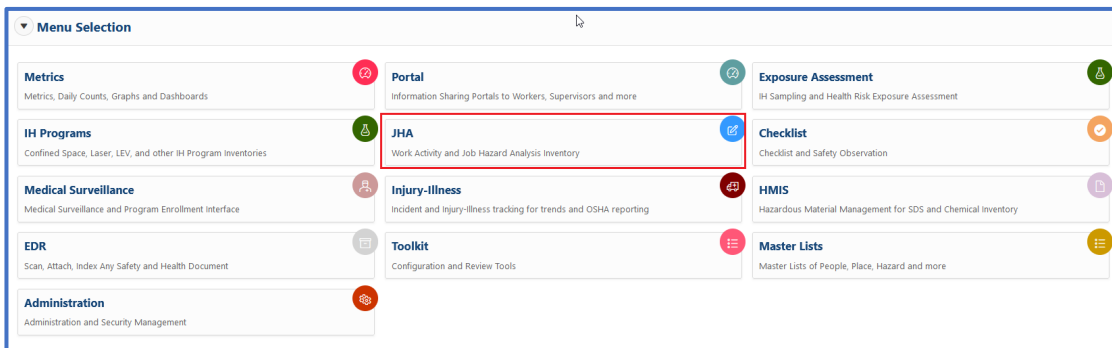 Menu Selection
Metrics
Metrics, Daily Counts, Graphs and Dashboards
Portal
Information Sharing Portals to Workers, Supervisors and more
Exposure Assessment
IH Sampling and Health Risk Exposure Assessment
IH Programs
Confined Space, Laser, LEV, and other IH Program Inventories
JHA
Work Activity and Job Hazard Analysis Inventory
Checklist
Checklist and Safety Observation
Medical Surveillance
Medical Surveillance and Program Enrollment Interface
Injury-Illness
Incident and Injury-Illness tracking for trends and OSHA reporting
HMIS
Hazardous Material Management for SDS and Chemical Inventory
EDR
Scan, Attach, Index Any Safety and Health Document
Toolkit
Configuration and Review Tools
Master Lists
Master Lists of People, Place, Hazard and more
Administration
Administration and Security Management